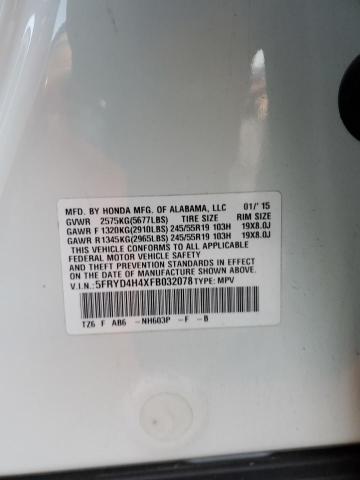 MFD. BY HONDA MFG. OF ALABAMA, LLC 01/'15
GVWR 2575KG(5677LBS) TIRE SIZE RIM SIZE
GAWR F 1320KG(2910LBS) 245/55R19 103H 19X8.0J
GAWR R1345KG(2965LBS) 245/55R19 103H 19X8.0J
THIS VEHICLE CONFORMS TO ALL APPLICABLE
FEDERAL MOTOR VEHICLE SAFETY
AND THEFT PREVENTION STANDARDS IN
EFFECT ON THE DATE OF MANUFACTURE SHOWN ABOVE.
V.I.N.:5FRYD4H4XFB032078 TYPE: MPV
TZ6 F AB6 -NH603P -F -B